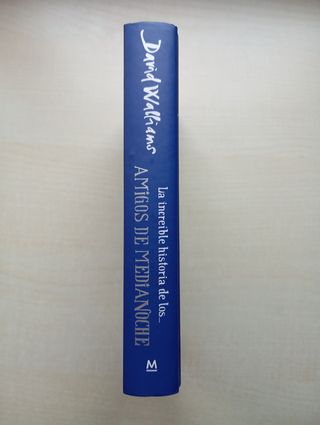 David Walliams
La increíble historia de los...
AMIGOS DE MEDIANOCHE
M